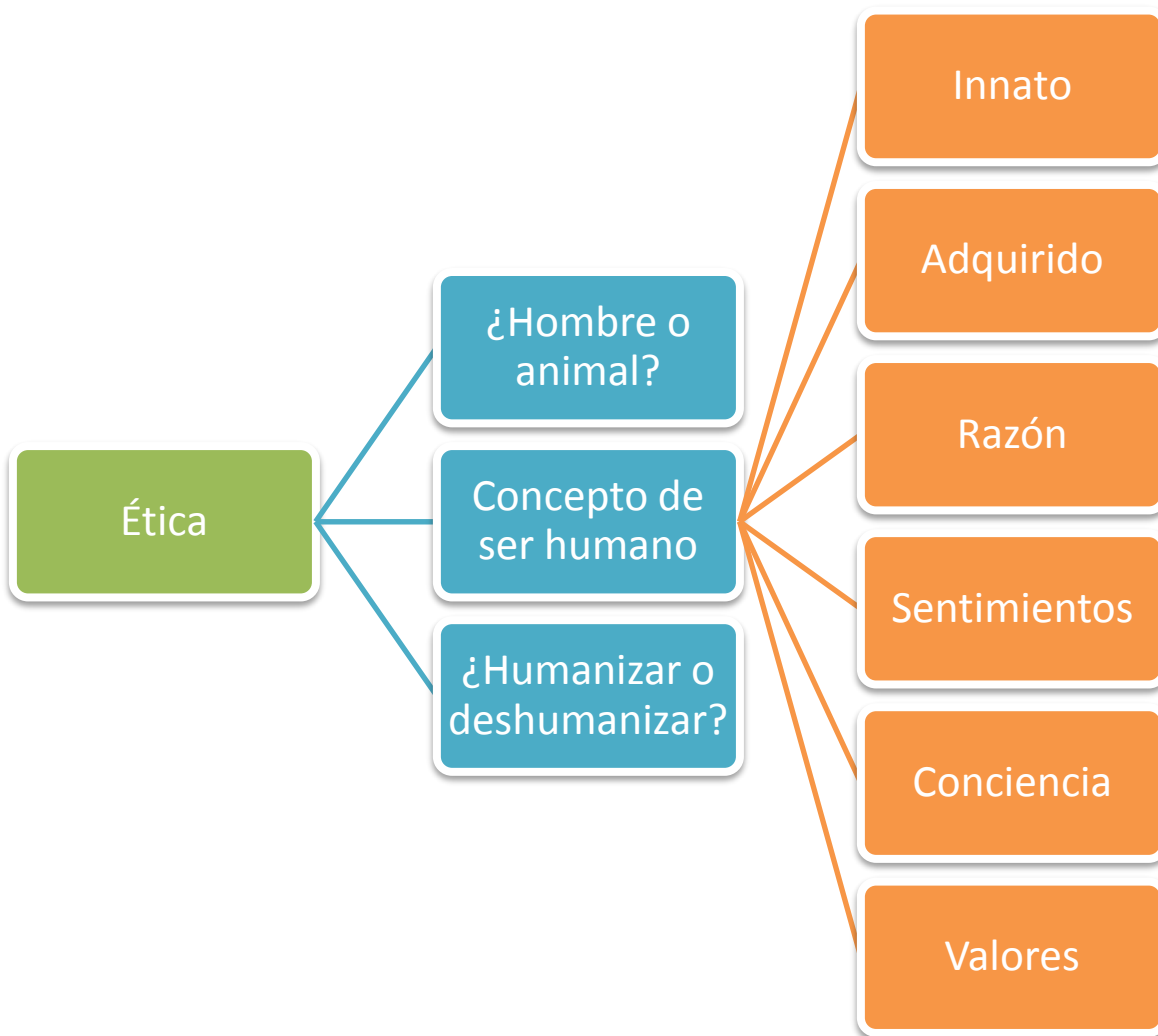 Ética
¿Hombre o
animal?
Concepto de
ser humano
¿Humanizar o
deshumanizar?
Innato
Adquirido
Razón
Sentimientos
Conciencia
Valores